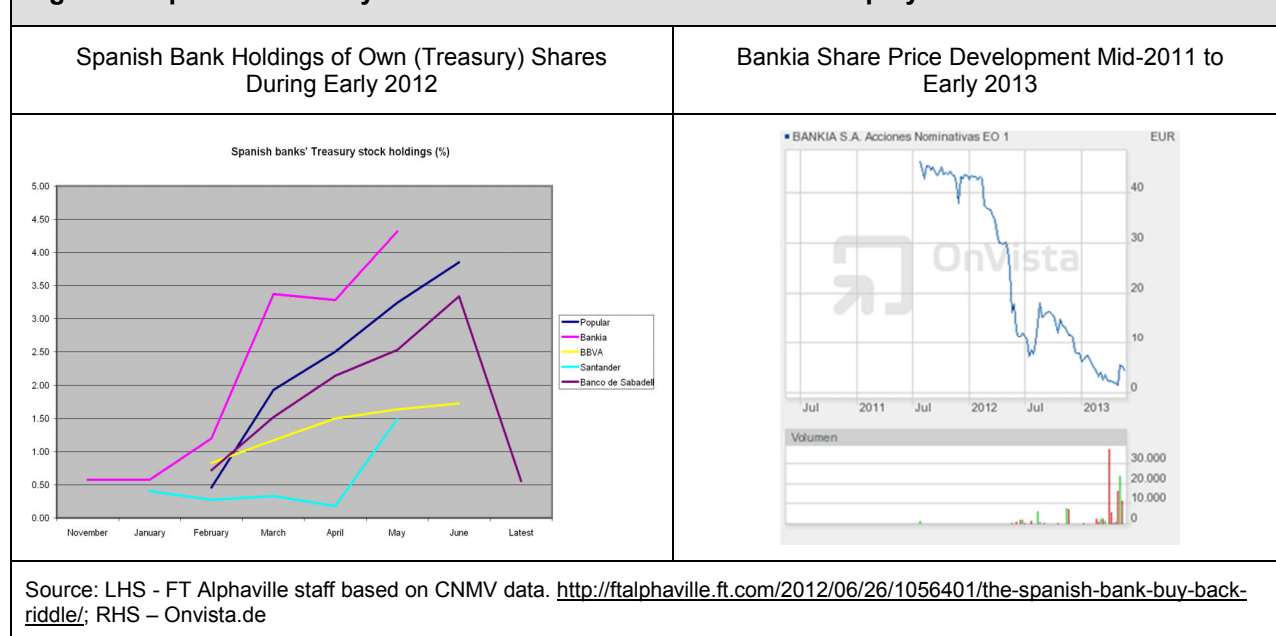 Spanish Bank Holdings of Own (Treasury) Shares
During Early 2012
Bankia Share Price Development Mid-2011 to
Early 2013
Spanish banks' Treasury stock holdings (%)
5.00
4.50
4.00
3.50
3.00
2.50
2.00
1.50
1.00
0.50
0.00
November January February March April May June Latest
Popular
Bankia
BBVA
Santander
Banco de Sabadell
BANKIA S.A. Acciones Nominativas EO 1 EUR
OnVista
40
30
20
10
0
Jul 2011 Jul 2012 Jul 2013
Volumen
30.000
20.000
10.000
0
Source: LHS - FT Alphaville staff based on CNMV data. http://ftalphaville.ft.com/2012/06/26/1056401/the-spanish-bank-buy-back-
riddle/; RHS – Onvista.de